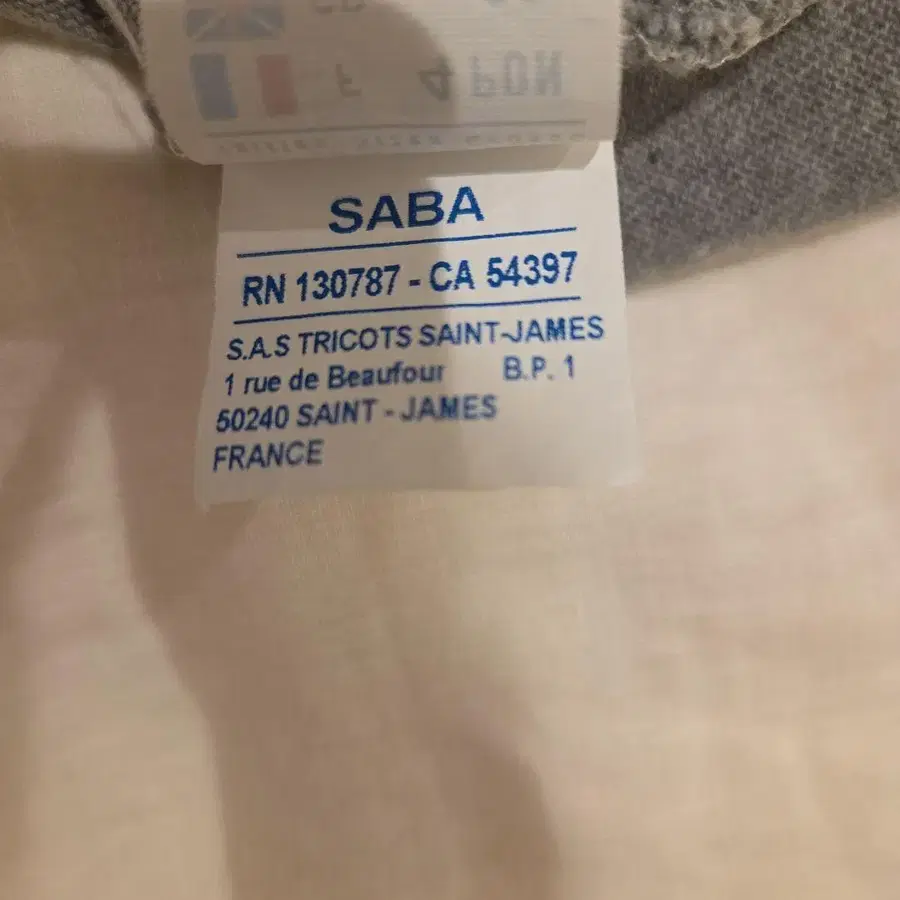 SABA
RN 130787 - CA 54397
S.A.S TRICOTS SAINT-JAMES
1 rue de Beaufour B.P. 1
50240 SAINT - JAMES
FRANCE